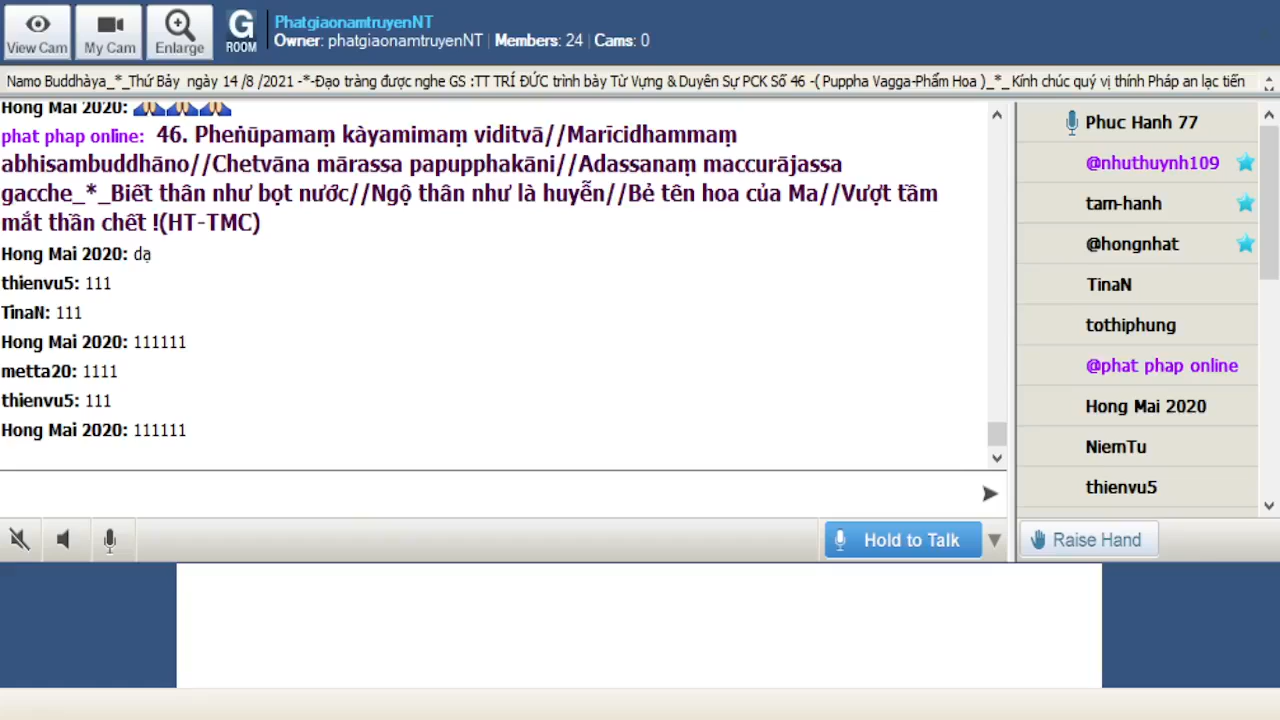 View Cam
My Cam
Enlarge
G
ROOM
PhatgiaonamtruyenNT
Owner: phatgiaonamtruyenNT | Members: 24 | Cams: 0
Namo Buddhàya_*_Thứ Bảy ngày 14 /8 /2021 -*-Đạo tràng được nghe GS :TT TRÍ ĐỨC trình bày Từ Vựng & Duyên Sự PCK Số 46 -( Puppha Vagga-Phẩm Hoa )_*_Kính chúc quý vị thính Pháp an lạc tiến
Hong Mai 2020: 🙏🙏🙏
phat phap online: 46. Pheṅūpamaṃ kàyamimaṃ viditvā//Marīcidhammaṃ
abhisambuddhāno//Chetvāna mārassa papupphakāni//Adassanaṃ maccurājassa
gacche_*_Biết thân như bọt nước//Ngộ thân như là huyễn//Bẻ tên hoa của Ma//Vượt tầm
mắt thần chết !(HT-TMC)
Hong Mai 2020: dạ
thienvu5: 111
TinaN: 111
Hong Mai 2020: 111111
metta20: 1111
thienvu5: 111
Hong Mai 2020: 111111
Hold to Talk
Phuc Hanh 77
@nhuthuynh109
tam-hanh
@hongnhat
TinaN
tothiphung
@phat phap online
Hong Mai 2020
NiemTu
thienvu5
Raise Hand